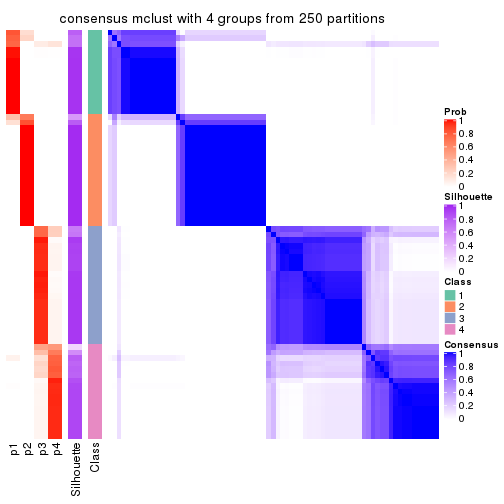 consensus mclust with 4 groups from 250 partitions
Prob
1
0.8
0.6
0.4
0.2
0
Silhouette
1
0.8
0.6
0.4
0.2
0
Class
1
2
3
4
Consensus
1
0.8
0.6
0.4
0.2
0
p1
p2
p3
p4
Silhouette
Class